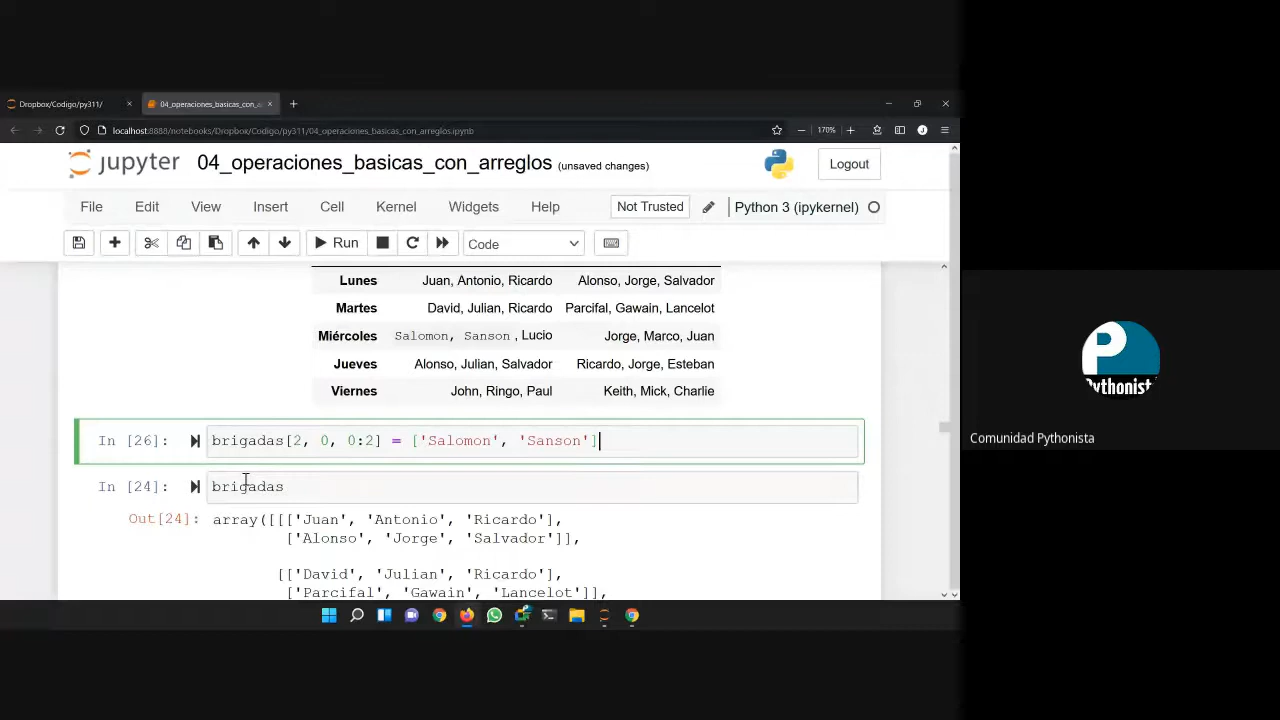 Dropbox/Codigo/py311/
04_operaciones_basicas_con_a
localhost:8888/notebooks/Dropbox/Codigo/py311/04_operaciones_basicas_con_arreglos.ipynb
170%
jupyter 04_operaciones_basicas_con_arreglos (unsaved changes)
Logout
File Edit View Insert Cell Kernel Widgets Help
Not Trusted
Python 3 (ipykernel)
Run
Code
Lunes Juan, Antonio, Ricardo Alonso, Jorge, Salvador
Martes David, Julian, Ricardo Parcifal, Gawain, Lancelot
Miércoles Salomon, Sanson , Lucio Jorge, Marco, Juan
Jueves Alonso, Julian, Salvador Ricardo, Jorge, Esteban
Viernes John, Ringo, Paul Keith, Mick, Charlie
In [26]: brigadas[2, 0, 0:2] = ['Salomon', 'Sanson']
In [24]: brigadas
Out[24]: array([[['Juan', 'Antonio', 'Ricardo'],
['Alonso', 'Jorge', 'Salvador']],
[['David', 'Julian', 'Ricardo'],
['Parcifal', 'Gawain', 'Lancelot']],
Pythonist
Comunidad Pythonista